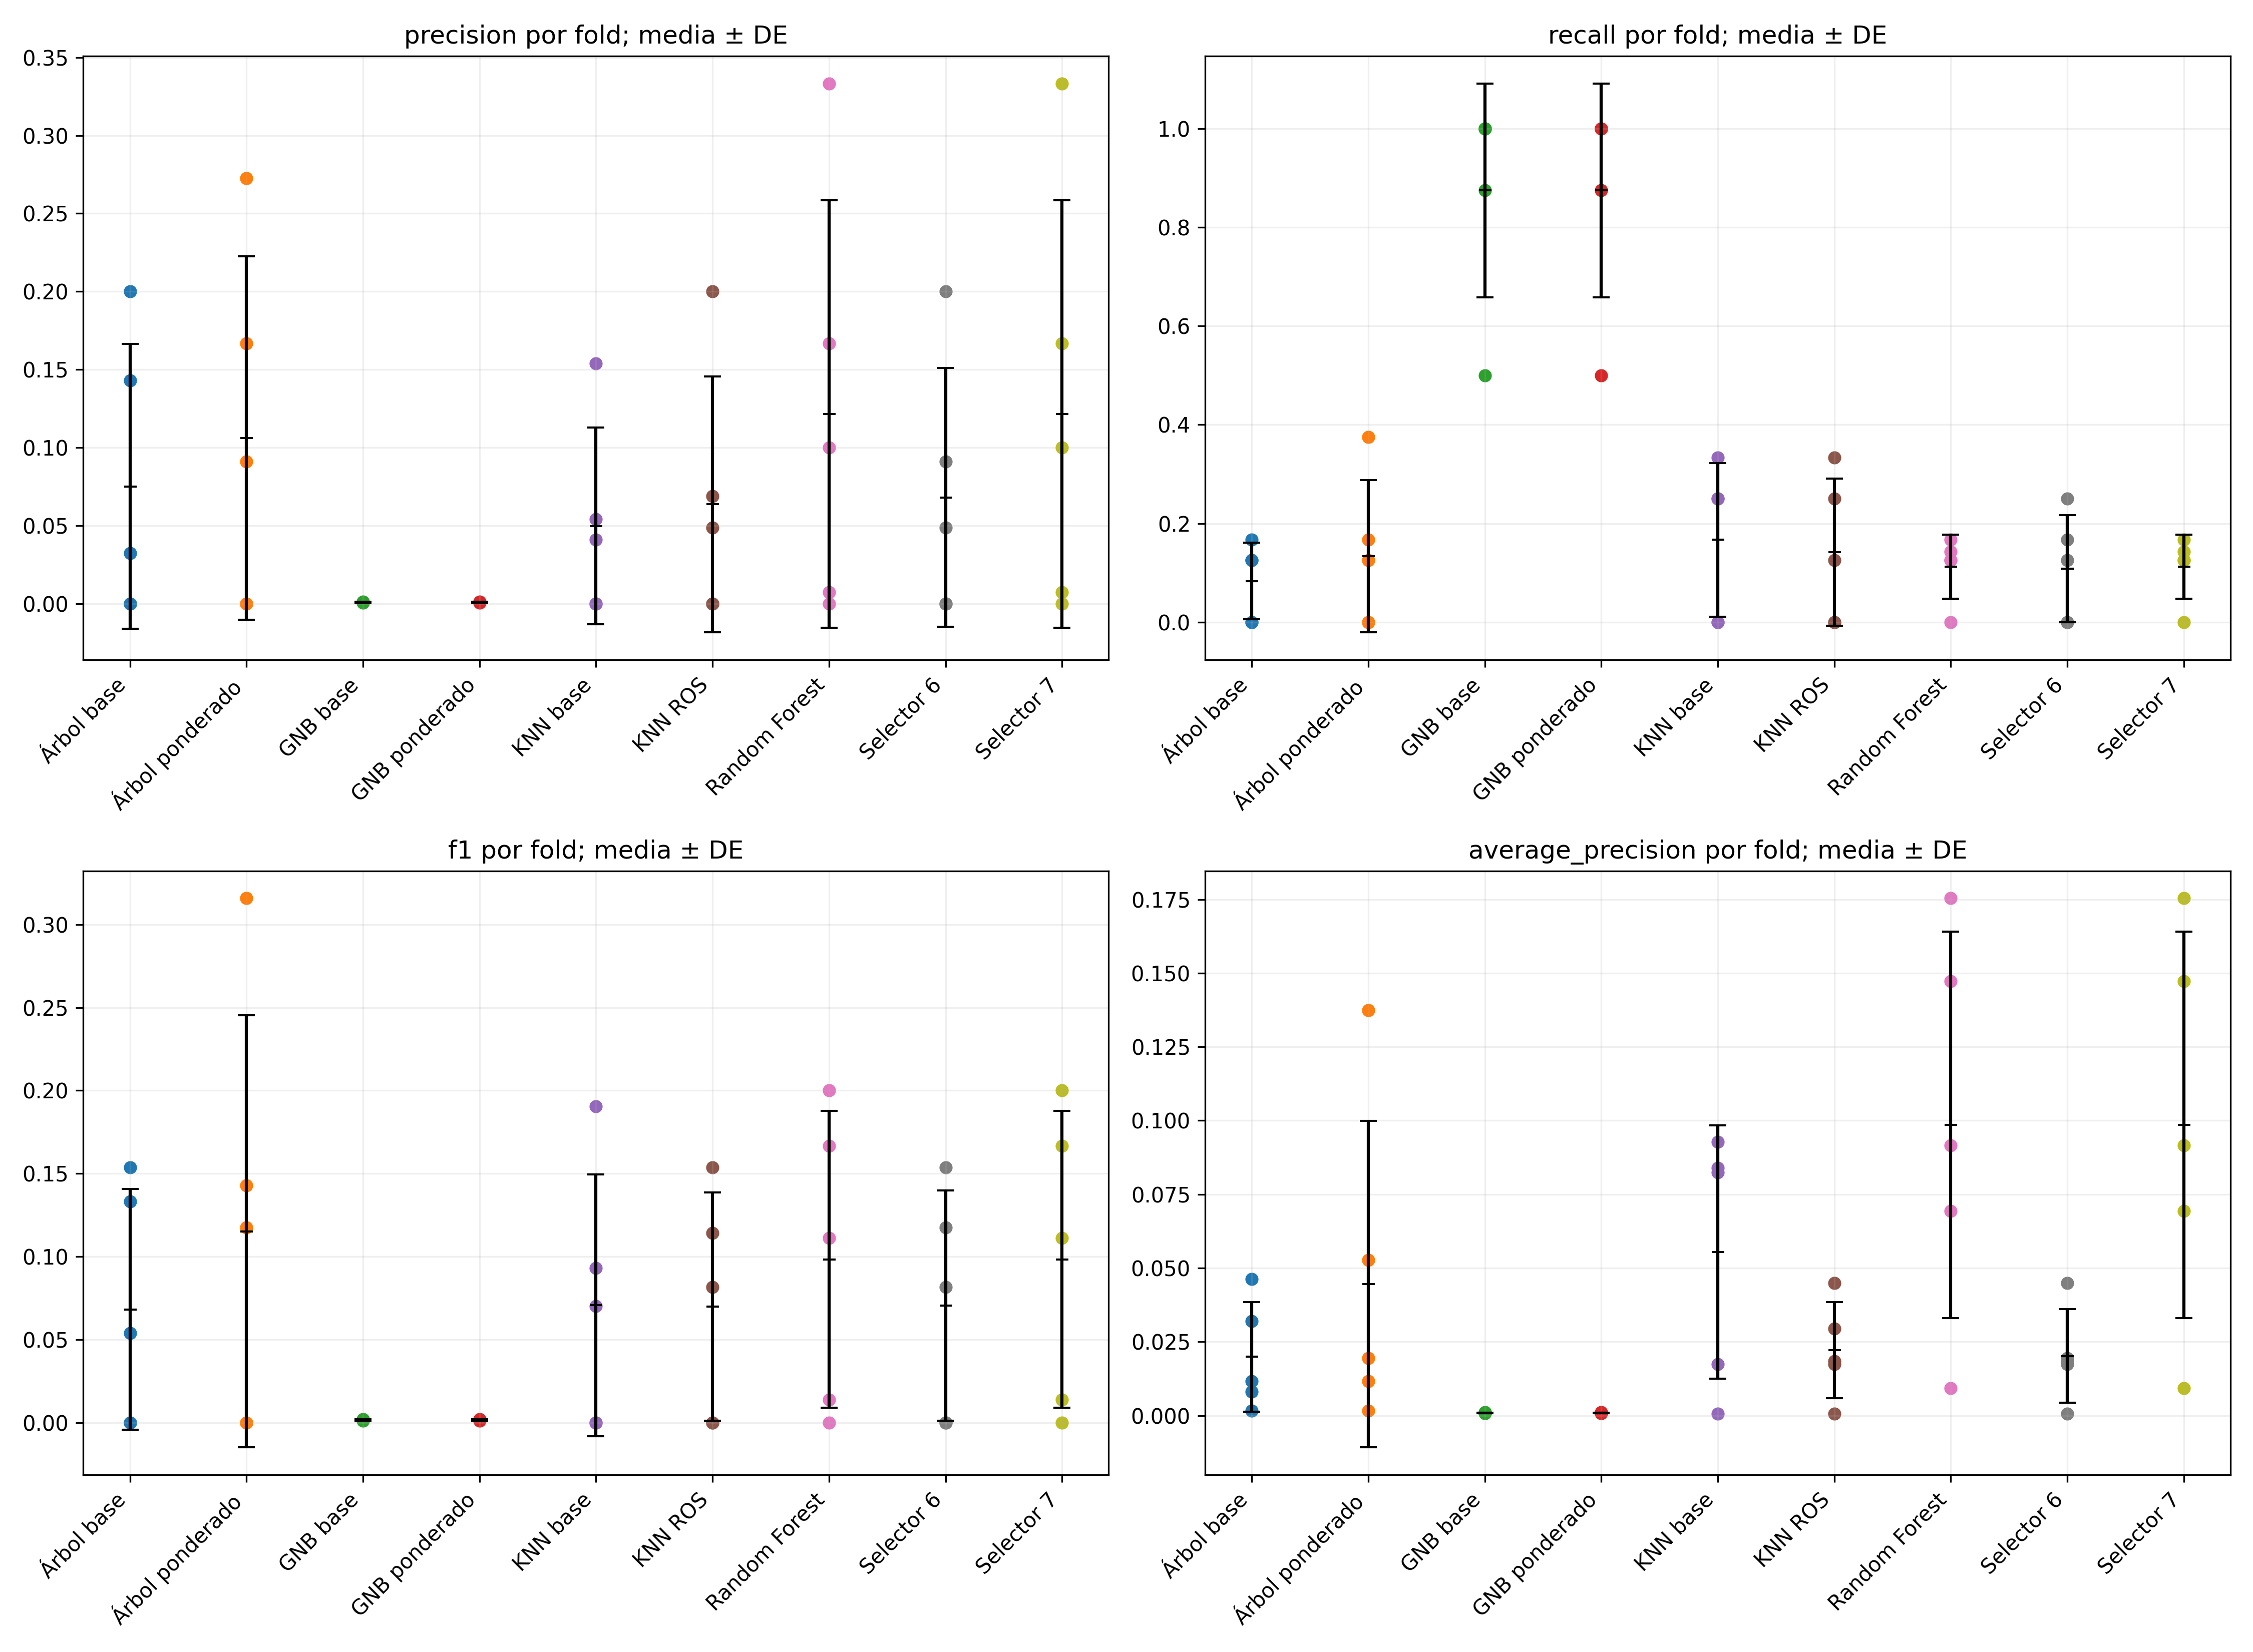 precision por fold; media ± DE
0.35
0.30
0.25
0.20
0.15
0.10
0.05
0.00
Árbol base
Árbol ponderado
GNB base
GNB ponderado
KNN base
KNN ROS
Random Forest
Selector 6
Selector 7
recall por fold; media ± DE
1.0
0.8
0.6
0.4
0.2
0.0
Árbol base
Árbol ponderado
GNB base
GNB ponderado
KNN base
KNN ROS
Random Forest
Selector 6
Selector 7
f1 por fold; media ± DE
0.30
0.25
0.20
0.15
0.10
0.05
0.00
Árbol base
Árbol ponderado
GNB base
GNB ponderado
KNN base
KNN ROS
Random Forest
Selector 6
Selector 7
average_precision por fold; media ± DE
0.175
0.150
0.125
0.100
0.075
0.050
0.025
0.000
Árbol base
Árbol ponderado
GNB base
GNB ponderado
KNN base
KNN ROS
Random Forest
Selector 6
Selector 7